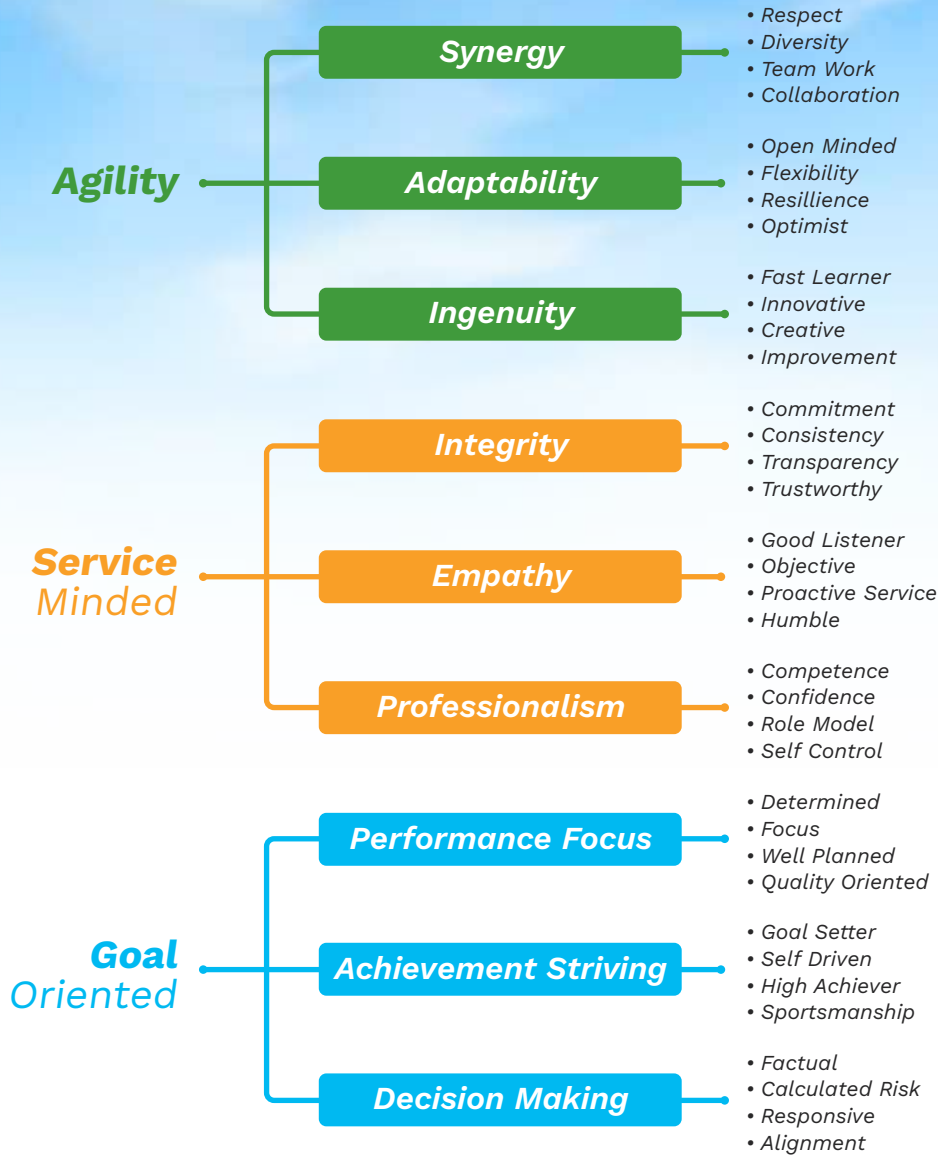 Agility
Synergy
• Respect
• Diversity
• Team Work
• Collaboration
Adaptability
• Open Minded
• Flexibility
• Resillience
• Optimist
Ingenuity
• Fast Learner
• Innovative
• Creative
• Improvement
Service
Minded
Integrity
• Commitment
• Consistency
• Transparency
• Trustworthy
Empathy
• Good Listener
• Objective
• Proactive Service
• Humble
Professionalism
• Competence
• Confidence
• Role Model
• Self Control
Goal
Oriented
Performance Focus
• Determined
• Focus
• Well Planned
• Quality Oriented
Achievement Striving
• Goal Setter
• Self Driven
• High Achiever
• Sportsmanship
Decision Making
• Factual
• Calculated Risk
• Responsive
• Alignment